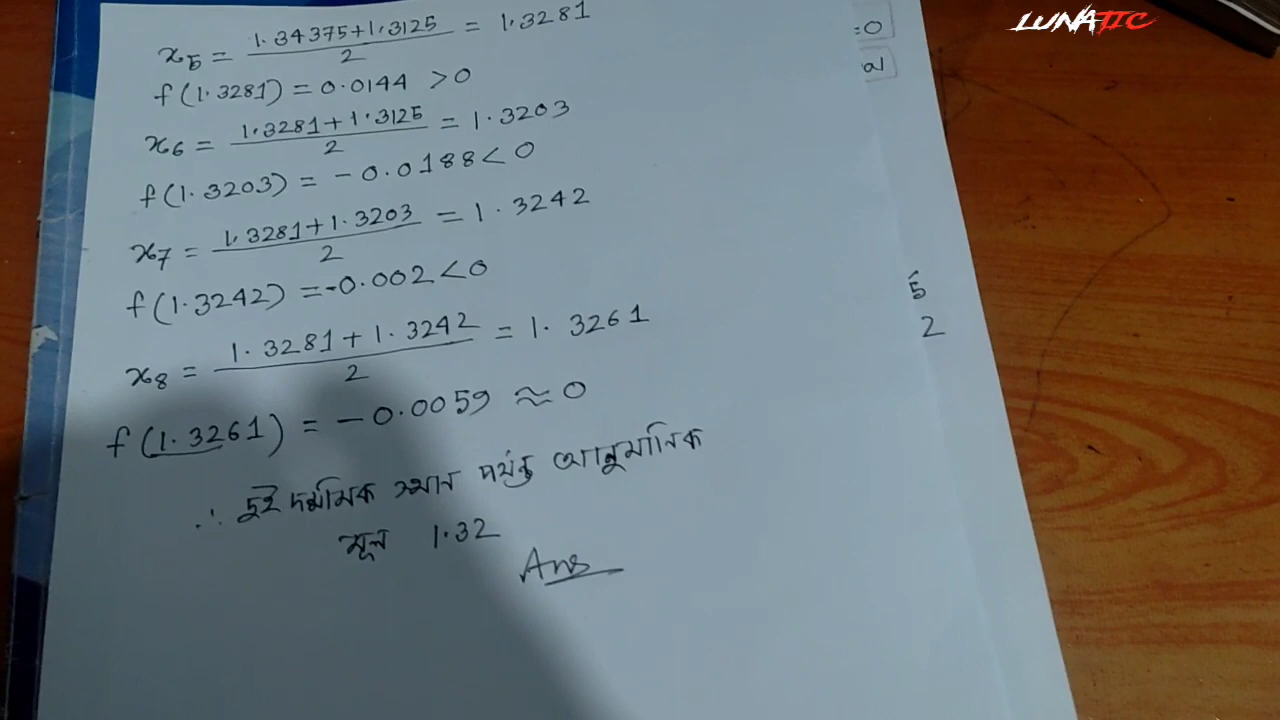 LUNATIC
x₅ = (1.34375+1.3125)/2 = 1.3281
f(1.3281) = 0.0144 >0
x₆ = (1.3281+1.3125)/2 = 1.3203
f(1.3203) = -0.0188<0
x₇ = (1.3281+1.3203)/2 = 1.3242
f(1.3242) =-0.002<0
x₈ = (1.3281+1.3242)/2 = 1.3261
f(1.3261) = -0.0059 ≈0
∴ দুই দশমিক স্থান পর্যন্ত আনুমানিক
মূল 1.32
Ans
=0
2